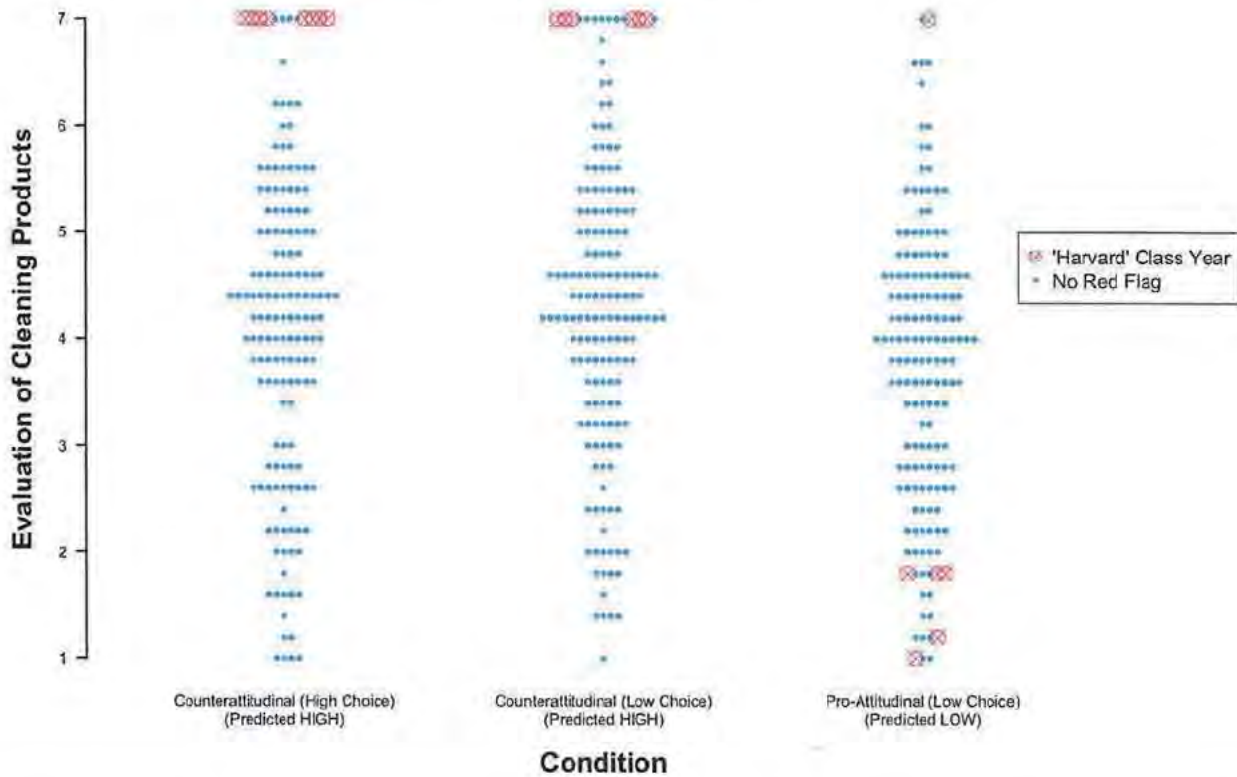 7
6
5
4
3
2
1
Evaluation of Cleaning Products
'Harvard' Class Year
No Red Flag
Counterattitudinal (High Choice)
(Predicted HIGH)
Counterattitudinal (Low Choice)
(Predicted HIGH)
Pro-Attitudinal (Low Choice)
(Predicted LOW)
Condition